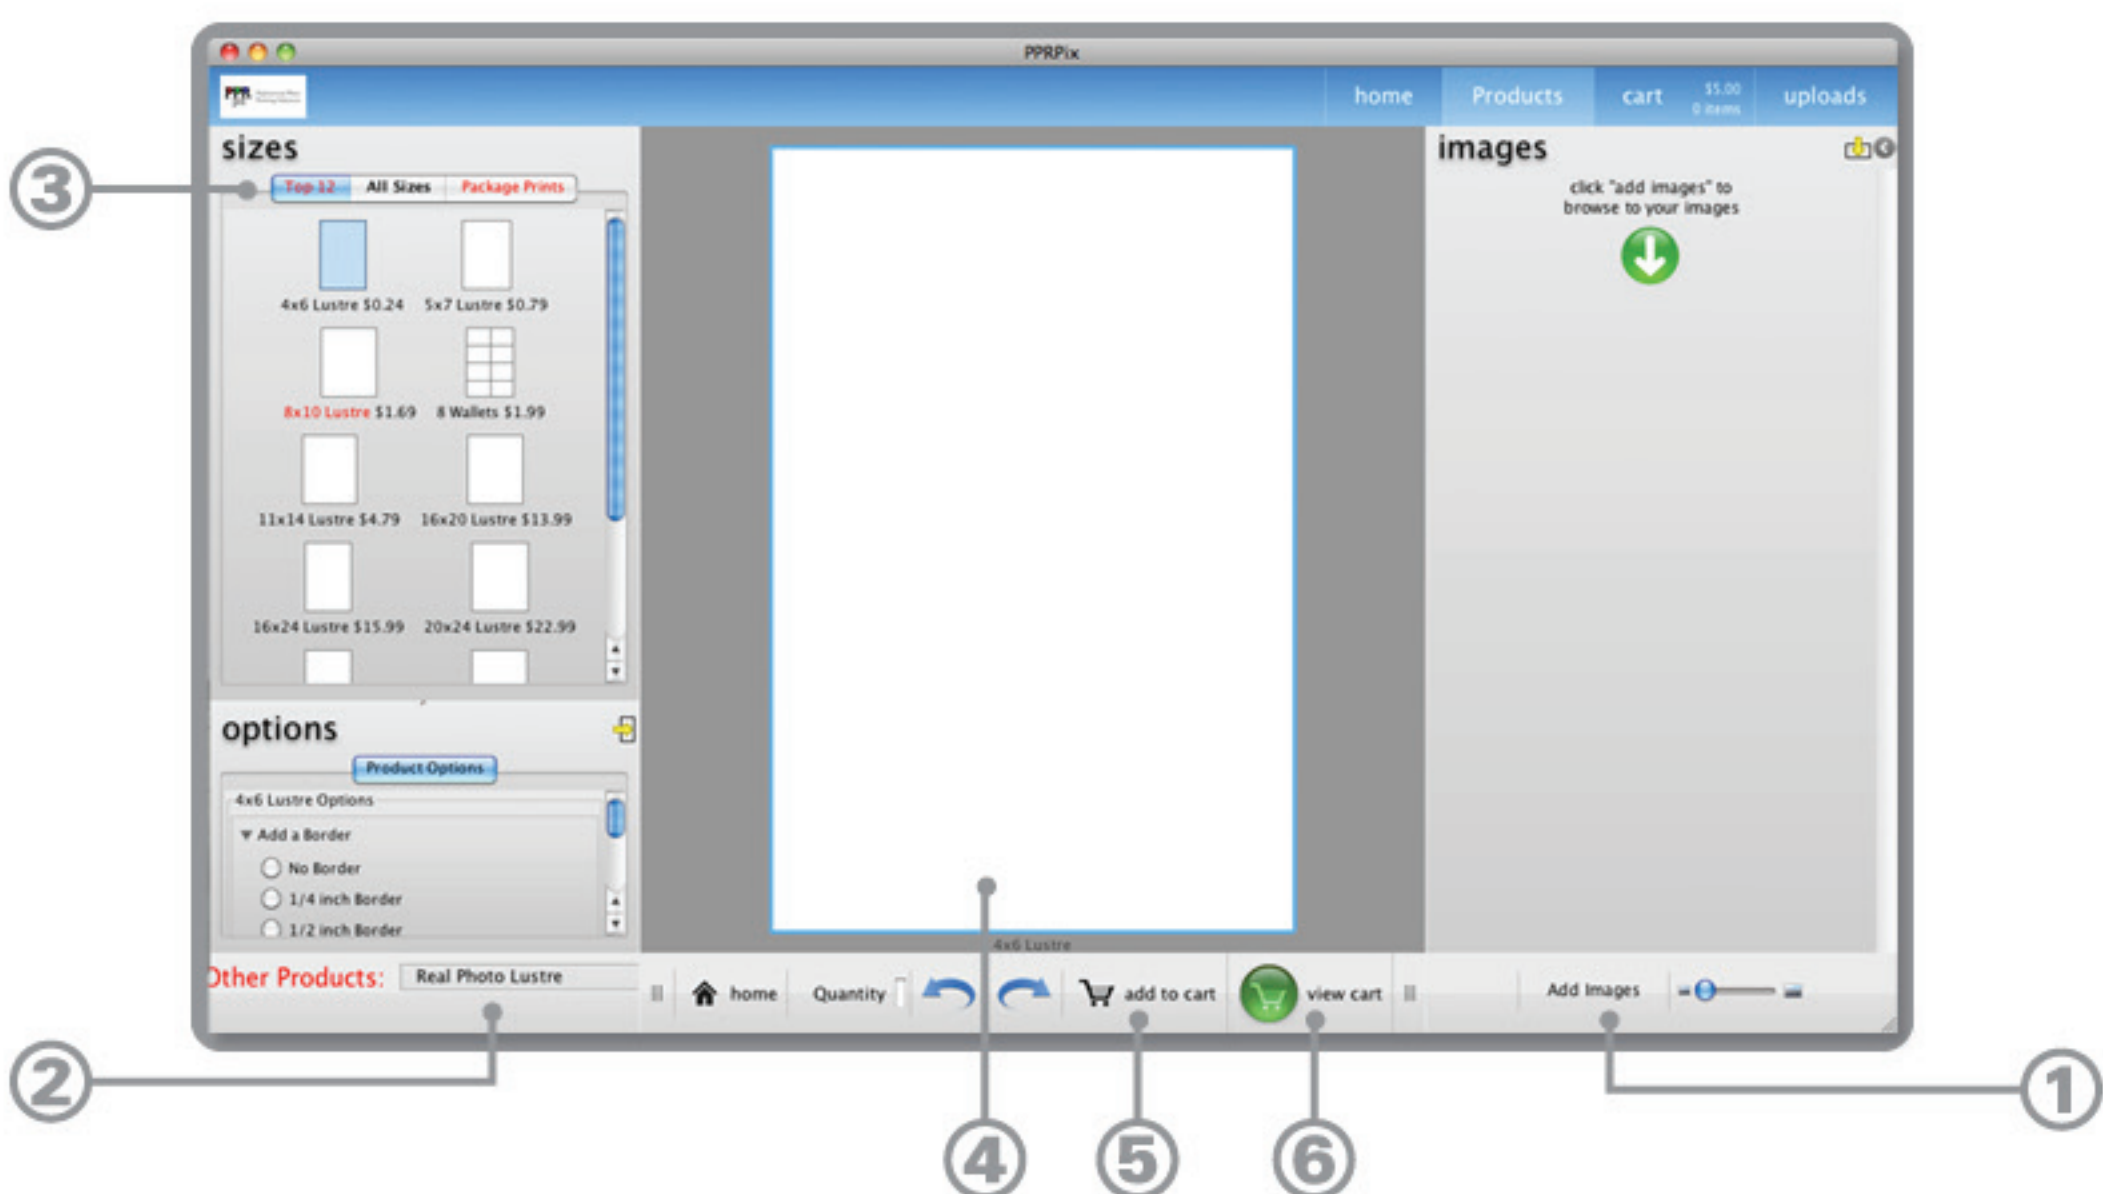 PPRPix
home Products cart $5.00 0 items uploads
sizes
Top 12 All Sizes Package Prints
4x6 Lustre $0.24 5x7 Lustre $0.79
8x10 Lustre $1.69 8 Wallets $1.99
11x14 Lustre $4.79 16x20 Lustre $13.99
16x24 Lustre $15.99 20x24 Lustre $22.99
options
Product Options
4x6 Lustre Options
Add a Border
No Border
1/4 inch Border
1/2 inch Border
Other Products: Real Photo Lustre
4x6 Lustre
home Quantity add to cart view cart
images
click "add images" to
browse to your images
Add Images
3
2
4
5
6
1